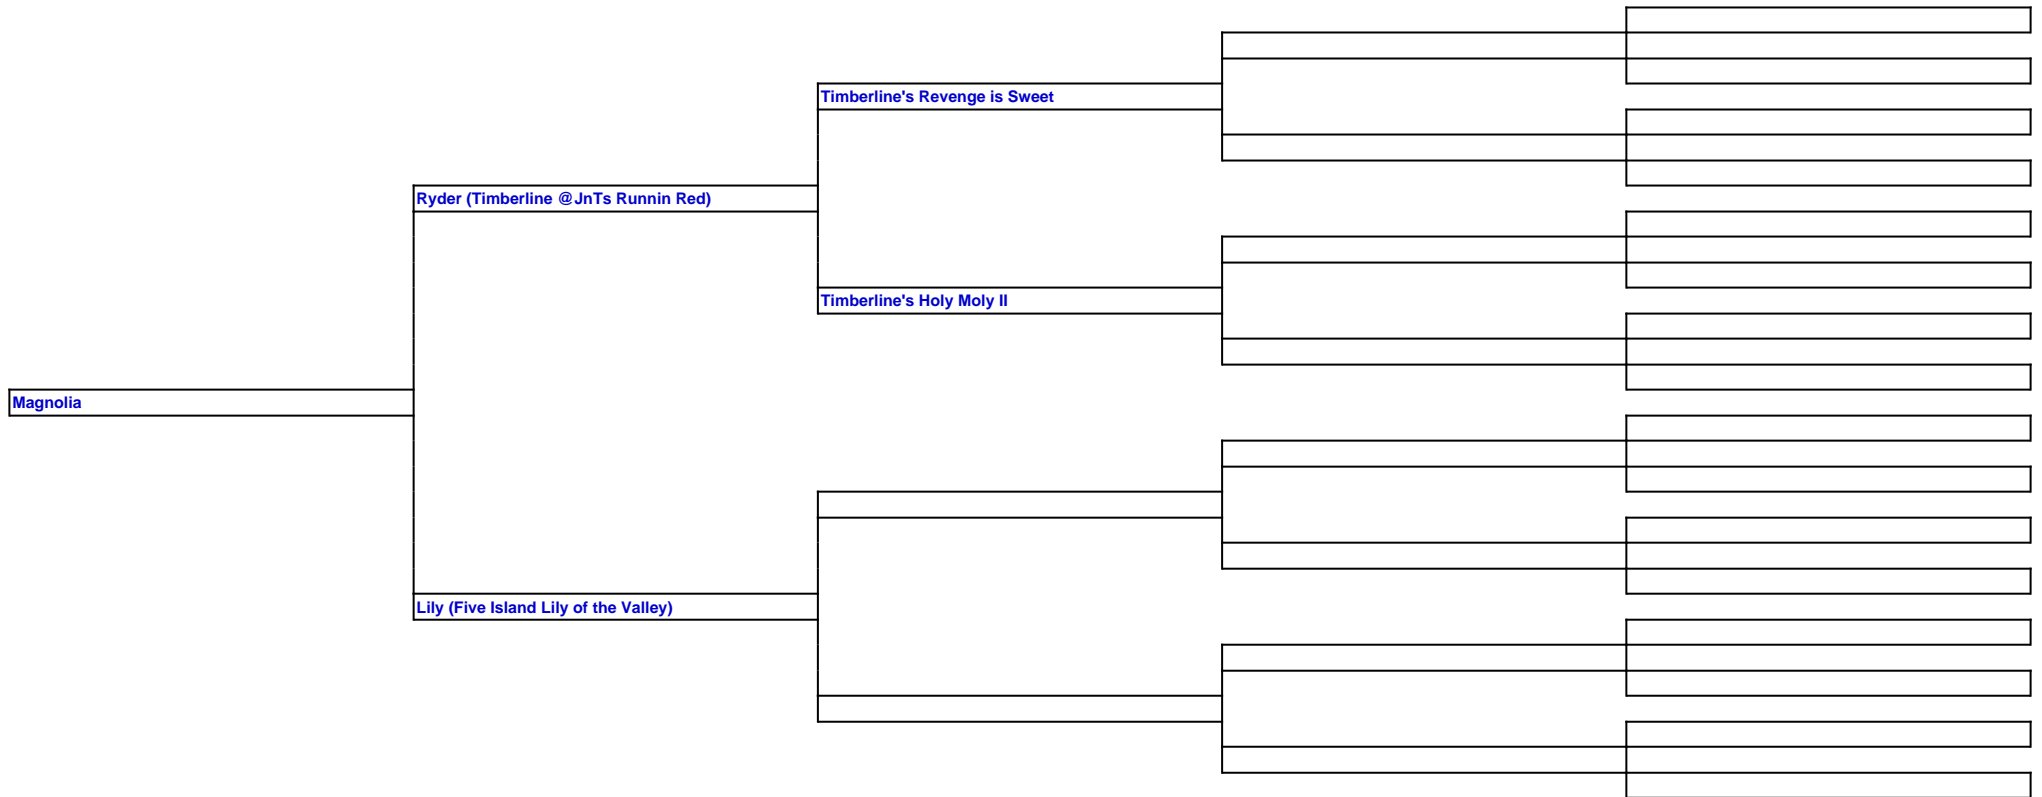 Timberline's Revenge is Sweet
Ryder (Timberline @JnTs Runnin Red)
Timberline's Holy Moly II
Magnolia
Lily (Five Island Lily of the Valley)